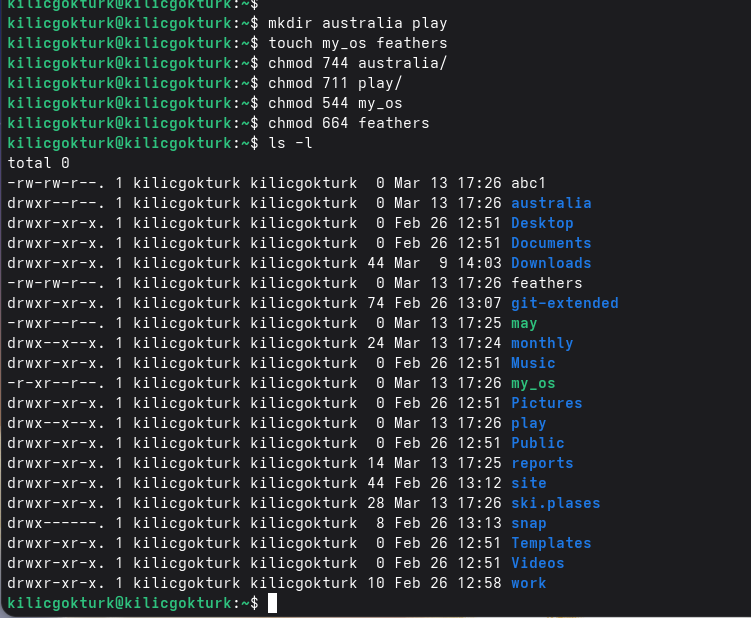 kilicgokturk@kilicgokturk:~$
kilicgokturk@kilicgokturk:~$ mkdir australia play
kilicgokturk@kilicgokturk:~$ touch my_os feathers
kilicgokturk@kilicgokturk:~$ chmod 744 australia/
kilicgokturk@kilicgokturk:~$ chmod 711 play/
kilicgokturk@kilicgokturk:~$ chmod 544 my_os
kilicgokturk@kilicgokturk:~$ chmod 664 feathers
kilicgokturk@kilicgokturk:~$ ls -l
total 0
-rw-rw-r--. 1 kilicgokturk kilicgokturk  0 Mar 13 17:26 abc1
drwxr--r--. 1 kilicgokturk kilicgokturk  0 Mar 13 17:26 australia
drwxr-xr-x. 1 kilicgokturk kilicgokturk  0 Feb 26 12:51 Desktop
drwxr-xr-x. 1 kilicgokturk kilicgokturk  0 Feb 26 12:51 Documents
drwxr-xr-x. 1 kilicgokturk kilicgokturk 44 Mar  9 14:03 Downloads
-rw-rw-r--. 1 kilicgokturk kilicgokturk  0 Mar 13 17:26 feathers
drwxr-xr-x. 1 kilicgokturk kilicgokturk 74 Feb 26 13:07 git-extended
-rwxr--r--. 1 kilicgokturk kilicgokturk  0 Mar 13 17:25 may
drwx--x--x. 1 kilicgokturk kilicgokturk 24 Mar 13 17:24 monthly
drwxr-xr-x. 1 kilicgokturk kilicgokturk  0 Feb 26 12:51 Music
-r-xr--r--. 1 kilicgokturk kilicgokturk  0 Mar 13 17:26 my_os
drwxr-xr-x. 1 kilicgokturk kilicgokturk  0 Feb 26 12:51 Pictures
drwx--x--x. 1 kilicgokturk kilicgokturk  0 Mar 13 17:26 play
drwxr-xr-x. 1 kilicgokturk kilicgokturk  0 Feb 26 12:51 Public
drwxr-xr-x. 1 kilicgokturk kilicgokturk 14 Mar 13 17:25 reports
drwxr-xr-x. 1 kilicgokturk kilicgokturk 44 Feb 26 13:12 site
drwxr-xr-x. 1 kilicgokturk kilicgokturk 28 Mar 13 17:26 ski.plases
drwx------. 1 kilicgokturk kilicgokturk  8 Feb 26 13:13 snap
drwxr-xr-x. 1 kilicgokturk kilicgokturk  0 Feb 26 12:51 Templates
drwxr-xr-x. 1 kilicgokturk kilicgokturk  0 Feb 26 12:51 Videos
drwxr-xr-x. 1 kilicgokturk kilicgokturk 10 Feb 26 12:58 work
kilicgokturk@kilicgokturk:~$